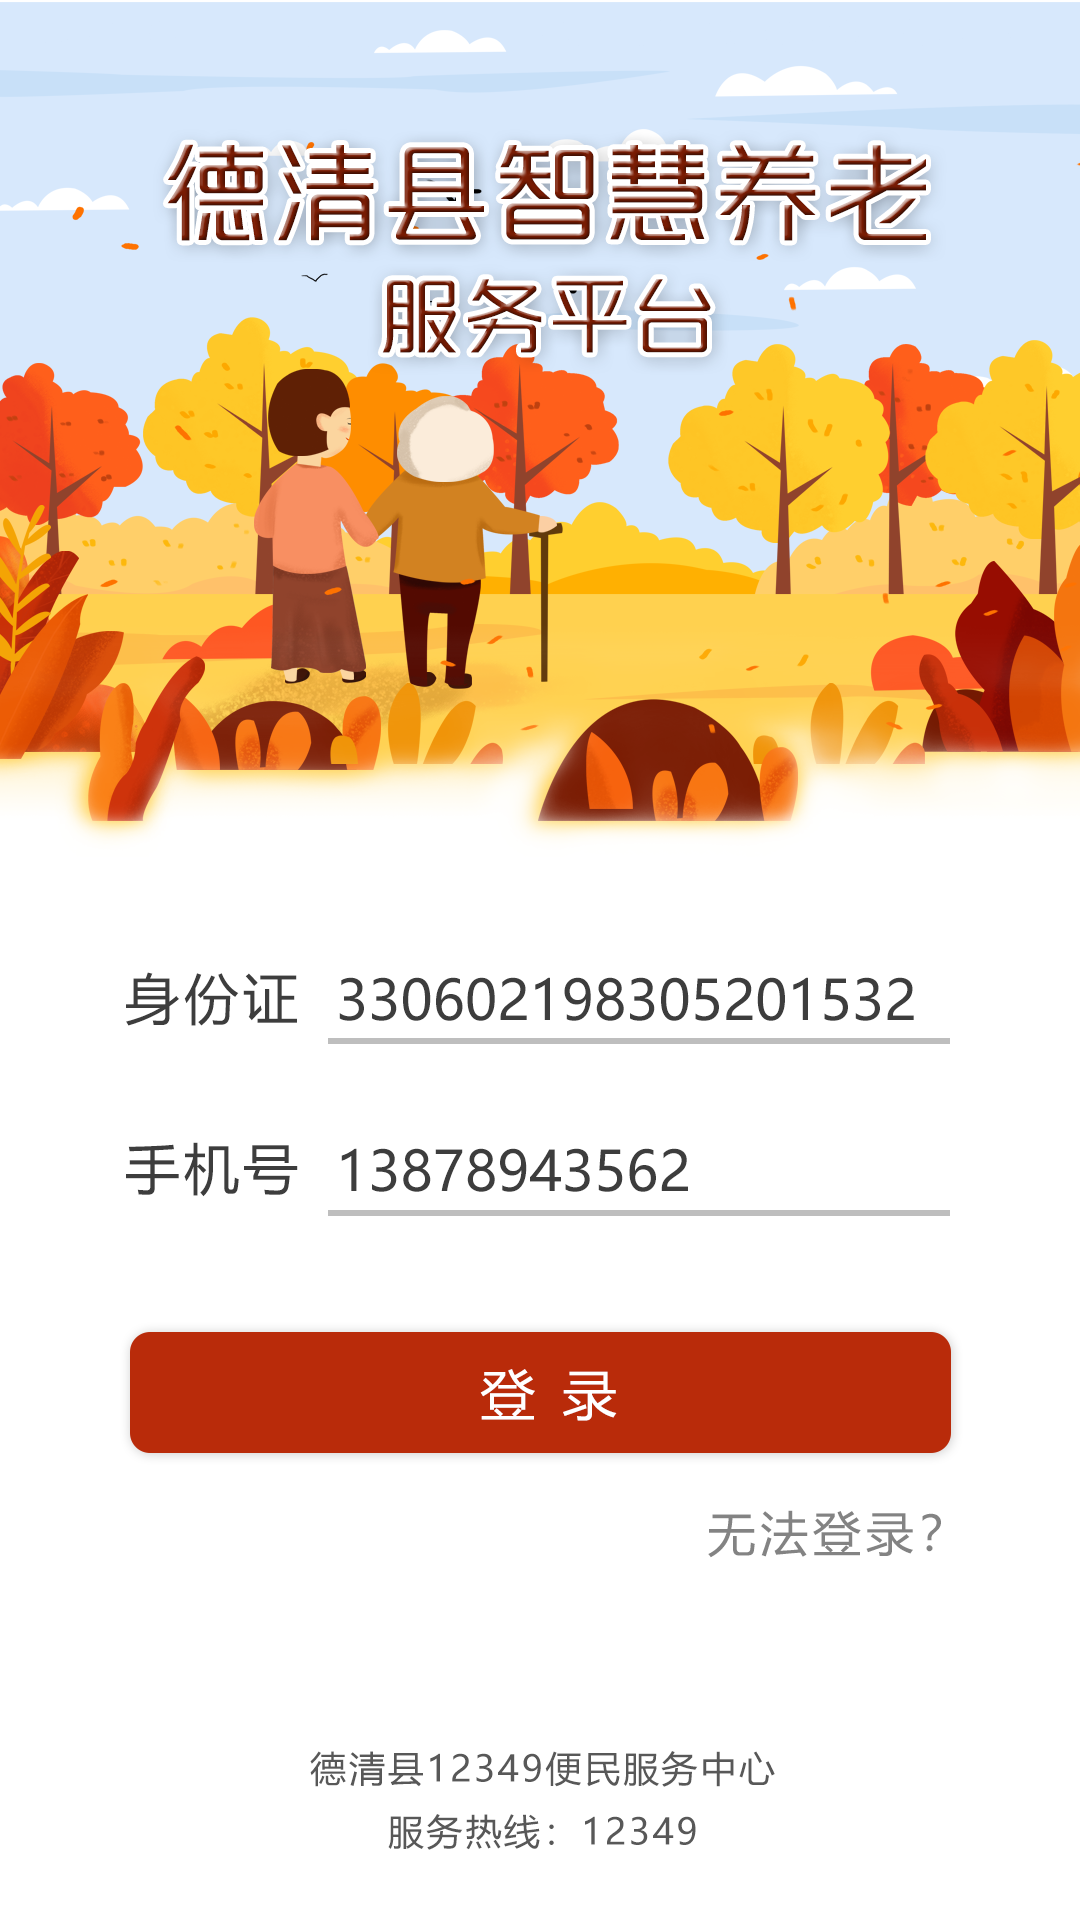 德清县智慧养老
服务平台
身份证 330602198305201532
手机号 13878943562
登 录
无法登录？
德清县12349便民服务中心
服务热线：12349